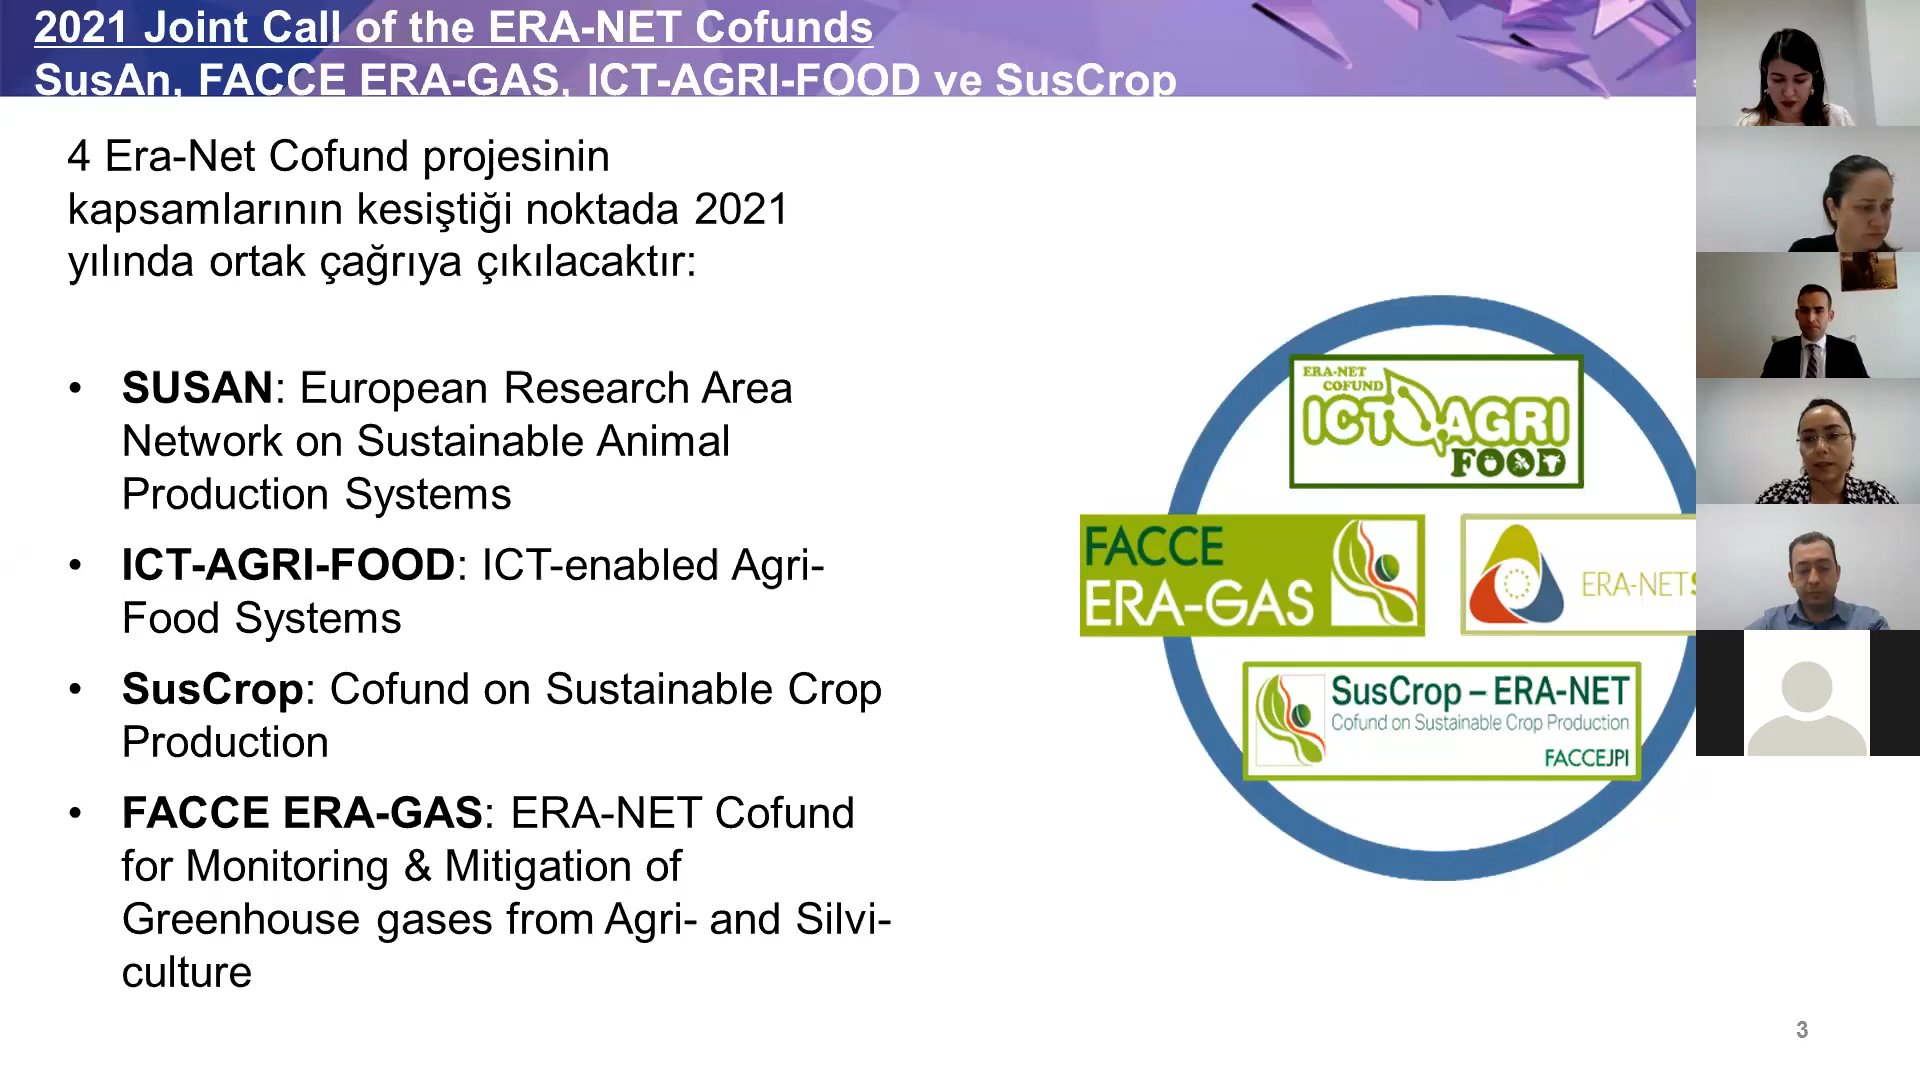 2021 Joint Call of the ERA-NET Cofunds
SusAn, FACCE ERA-GAS, ICT-AGRI-FOOD ve SusCrop
4 Era-Net Cofund projesinin
kapsamlarının kesiştiği noktada 2021
yılında ortak çağrıya çıkılacaktır:
• SUSAN: European Research Area
Network on Sustainable Animal
Production Systems
• ICT-AGRI-FOOD: ICT-enabled Agri-
Food Systems
• SusCrop: Cofund on Sustainable Crop
Production
• FACCE ERA-GAS: ERA-NET Cofund
for Monitoring & Mitigation of
Greenhouse gases from Agri- and Silvi-
culture
ERA-NET
COFUND
ICT AGRI
FOOD
FACCE
ERA-GAS
ERA-NET
SusCrop – ERA-NET
Cofund on Sustainable Crop Production
FACCEJPI
3